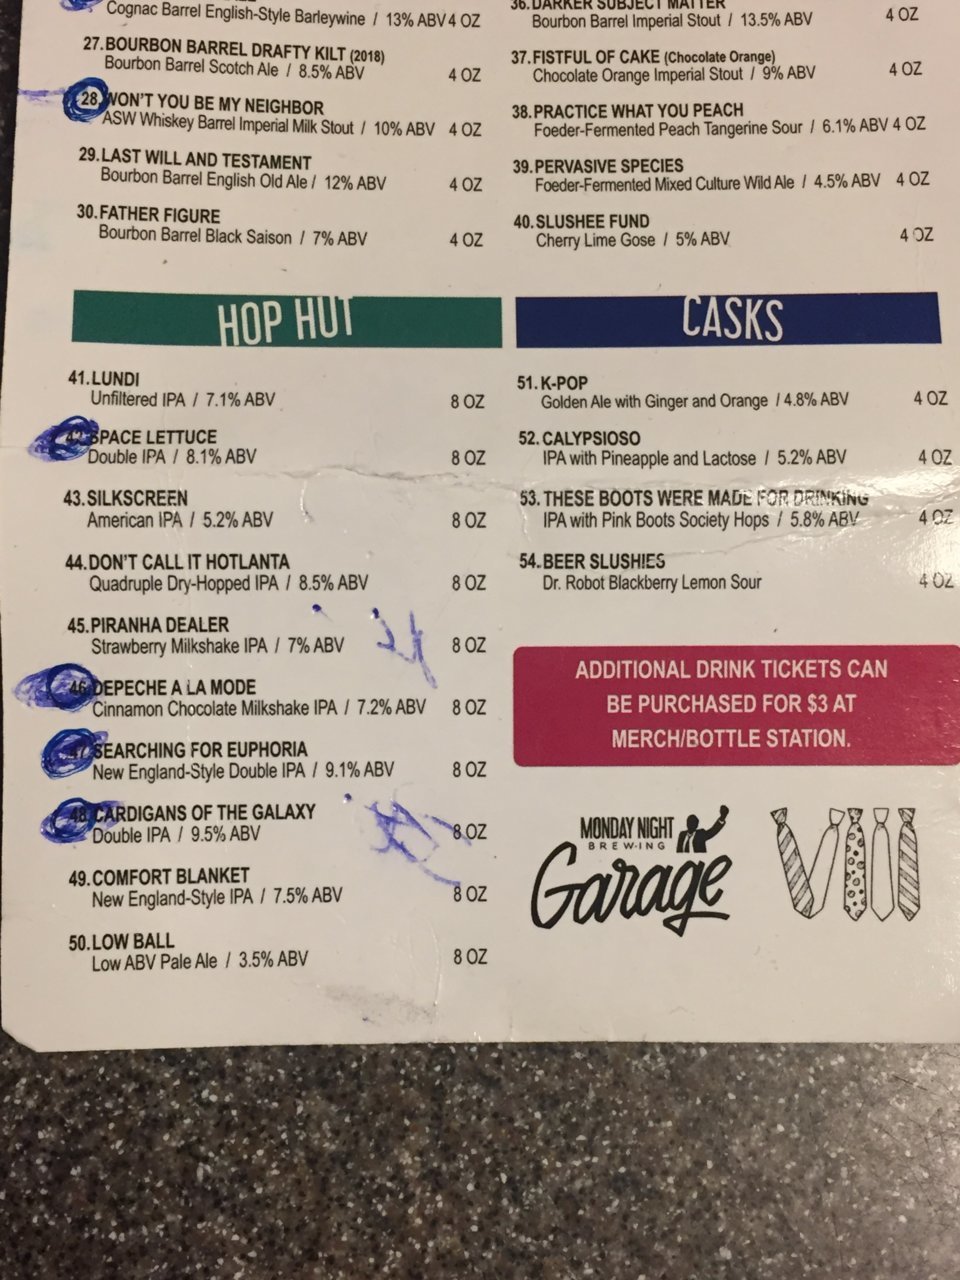 Cognac Barrel English-Style Barleywine / 13% ABV 4 OZ
27. BOURBON BARREL DRAFTY KILT (2018)
Bourbon Barrel Scotch Ale / 8.5% ABV 4 OZ
28. WON'T YOU BE MY NEIGHBOR
ASW Whiskey Barrel Imperial Milk Stout / 10% ABV 4 OZ
29. LAST WILL AND TESTAMENT
Bourbon Barrel English Old Ale / 12% ABV 4 OZ
30. FATHER FIGURE
Bourbon Barrel Black Saison / 7% ABV 4 OZ
36. DARKER SUBJECT MATTER
Bourbon Barrel Imperial Stout / 13.5% ABV 4 OZ
37. FISTFUL OF CAKE (Chocolate Orange)
Chocolate Orange Imperial Stout / 9% ABV 4 OZ
38. PRACTICE WHAT YOU PEACH
Foeder-Fermented Peach Tangerine Sour / 6.1% ABV 4 OZ
39. PERVASIVE SPECIES
Foeder-Fermented Mixed Culture Wild Ale / 4.5% ABV 4 OZ
40. SLUSHEE FUND
Cherry Lime Gose / 5% ABV 4 OZ
HOP HUT
41. LUNDI
Unfiltered IPA / 7.1% ABV 8 OZ
42. SPACE LETTUCE
Double IPA / 8.1% ABV 8 OZ
43. SILKSCREEN
American IPA / 5.2% ABV 8 OZ
44. DON'T CALL IT HOTLANTA
Quadruple Dry-Hopped IPA / 8.5% ABV 8 OZ
45. PIRANHA DEALER
Strawberry Milkshake IPA / 7% ABV 8 OZ
46. DEPECHE A LA MODE
Cinnamon Chocolate Milkshake IPA / 7.2% ABV 8 OZ
47. SEARCHING FOR EUPHORIA
New England-Style Double IPA / 9.1% ABV 8 OZ
48. CARDIGANS OF THE GALAXY
Double IPA / 9.5% ABV 8 OZ
49. COMFORT BLANKET
New England-Style IPA / 7.5% ABV 8 OZ
50. LOW BALL
Low ABV Pale Ale / 3.5% ABV 8 OZ
CASKS
51. K-POP
Golden Ale with Ginger and Orange / 4.8% ABV 4 OZ
52. CALYPSIOSO
IPA with Pineapple and Lactose / 5.2% ABV 4 OZ
53. THESE BOOTS WERE MADE FOR DRINKING
IPA with Pink Boots Society Hops / 5.8% ABV 4 OZ
54. BEER SLUSHIES
Dr. Robot Blackberry Lemon Sour 4 OZ
ADDITIONAL DRINK TICKETS CAN
BE PURCHASED FOR $3 AT
MERCH/BOTTLE STATION.
MONDAY NIGHT
BREWING
Garage
VII